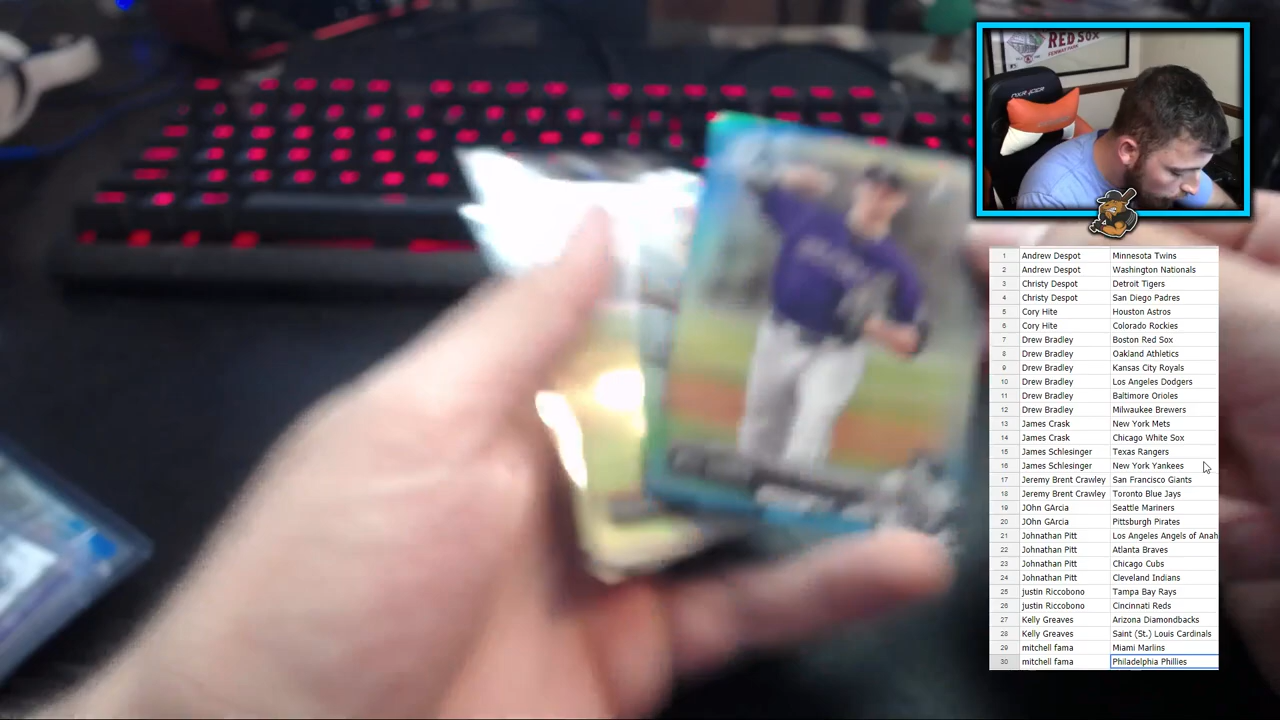 RED SOX
FENWAY PARK
DXRACER
1 Andrew Despot Minnesota Twins
2 Andrew Despot Washington Nationals
3 Christy Despot Detroit Tigers
4 Christy Despot San Diego Padres
5 Cory Hite Houston Astros
6 Cory Hite Colorado Rockies
7 Drew Bradley Boston Red Sox
8 Drew Bradley Oakland Athletics
9 Drew Bradley Kansas City Royals
10 Drew Bradley Los Angeles Dodgers
11 Drew Bradley Baltimore Orioles
12 Drew Bradley Milwaukee Brewers
13 James Crask New York Mets
14 James Crask Chicago White Sox
15 James Schlesinger Texas Rangers
16 James Schlesinger New York Yankees
17 Jeremy Brent Crawley San Francisco Giants
18 Jeremy Brent Crawley Toronto Blue Jays
19 JOhn GArcia Seattle Mariners
20 JOhn GArcia Pittsburgh Pirates
21 Johnathan Pitt Los Angeles Angels of Anah
22 Johnathan Pitt Atlanta Braves
23 Johnathan Pitt Chicago Cubs
24 Johnathan Pitt Cleveland Indians
25 justin Riccobono Tampa Bay Rays
26 justin Riccobono Cincinnati Reds
27 Kelly Greaves Arizona Diamondbacks
28 Kelly Greaves Saint (St.) Louis Cardinals
29 mitchell fama Miami Marlins
30 mitchell fama Philadelphia Phillies